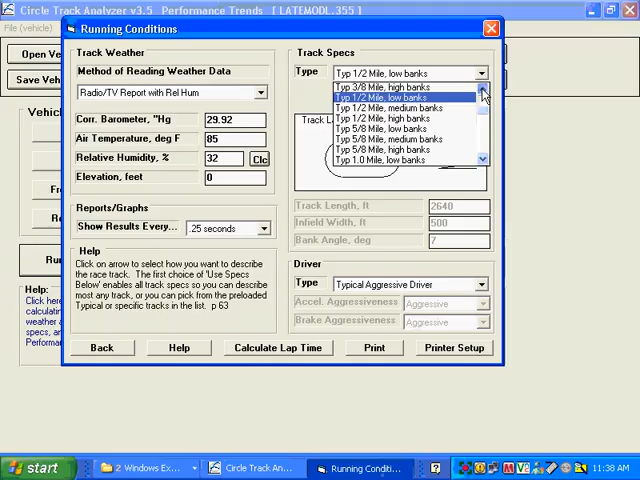 Circle Track Analyzer v3.5 Performance Trends [ LATEMODL.355 ]
File (vehicle)
Open Ve
Save Veh
Vehic
Fr
Re
Ru
Help:
Click here
calculating
weather a
specs, an
Performan
Running Conditions
Track Weather
Method of Reading Weather Data
Radio/TV Report with Rel Hum
Corr. Barometer, "Hg
29.92
Air Temperature, deg F
85
Relative Humidity, %
32
Clc
Elevation, feet
0
Reports/Graphs
Show Results Every...
.25 seconds
Help
Click on arrow to select how you want to describe
the race track. The first choice of 'Use Specs
Below' enables all track specs so you can describe
most any track, or you can pick from the preloaded
Typical or specific tracks in the list. p 63
Track Specs
Type
Typ 1/2 Mile, low banks
Typ 3/8 Mile, high banks
Typ 1/2 Mile, low banks
Typ 1/2 Mile, medium banks
Typ 1/2 Mile, high banks
Typ 5/8 Mile, low banks
Typ 5/8 Mile, medium banks
Typ 5/8 Mile, high banks
Typ 1.0 Mile, low banks
Track L
Track Length, ft
2640
Infield Width, ft
500
Bank Angle, deg
7
Driver
Type
Typical Aggressive Driver
Accel. Aggressiveness
Aggressive
Brake Aggressiveness
Aggressive
Back
Help
Calculate Lap Time
Print
Printer Setup
start
2 Windows Ex...
Circle Track An...
Running Conditi...
?
11:38 AM